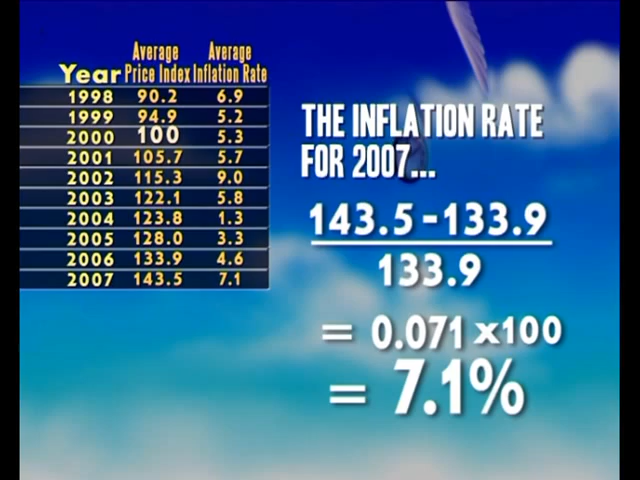 Average Average
Year Price Index Inflation Rate
1998 90.2 6.9
1999 94.9 5.2
2000 100 5.3
2001 105.7 5.7
2002 115.3 9.0
2003 122.1 5.8
2004 123.8 1.3
2005 128.0 3.3
2006 133.9 4.6
2007 143.5 7.1
THE INFLATION RATE
FOR 2007...
143.5 - 133.9
133.9
= 0.071 x100
= 7.1%